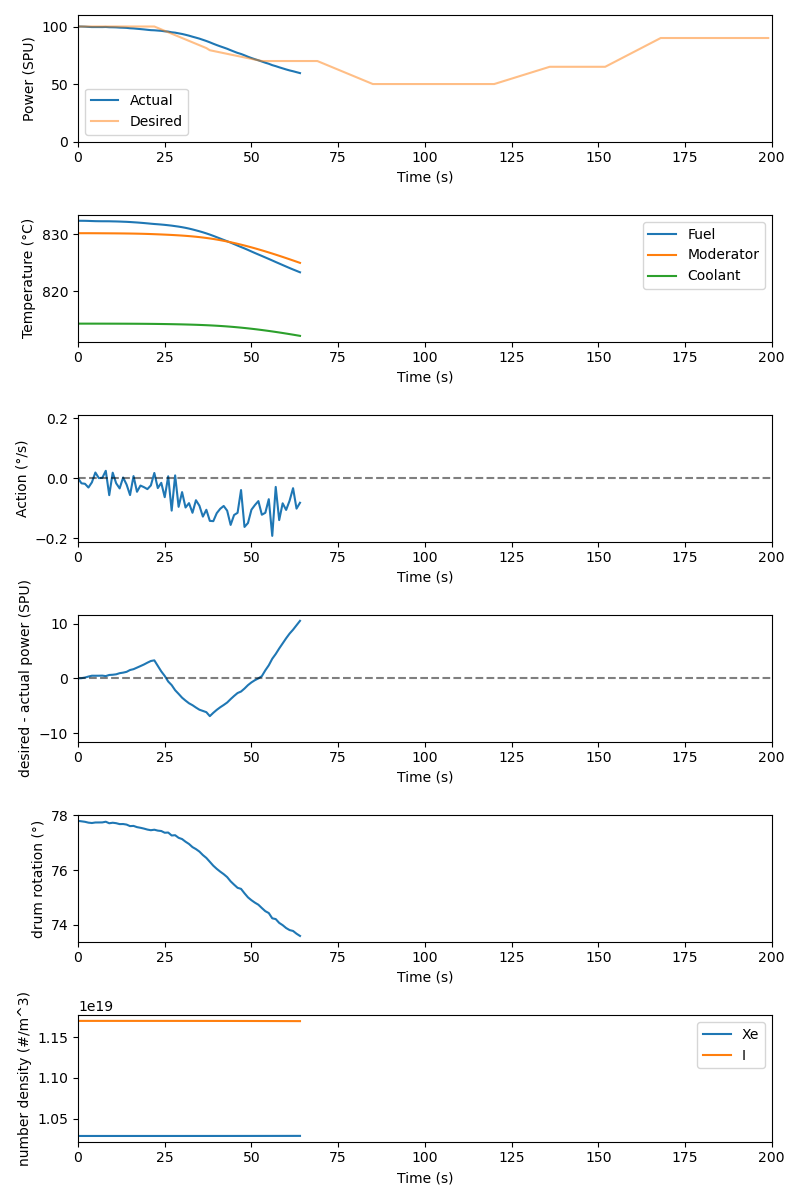 Power (SPU)
100
50
0
Actual
Desired
0 25 50 75 100 125 150 175 200
Time (s)
Temperature (°C)
830
820
Fuel
Moderator
Coolant
0 25 50 75 100 125 150 175 200
Time (s)
Action (°/s)
0.2
0.0
−0.2
0 25 50 75 100 125 150 175 200
Time (s)
desired - actual power (SPU)
10
0
−10
0 25 50 75 100 125 150 175 200
Time (s)
drum rotation (°)
78
76
74
0 25 50 75 100 125 150 175 200
Time (s)
number density (#/m^3)
1e19
1.15
1.10
1.05
Xe
I
0 25 50 75 100 125 150 175 200
Time (s)